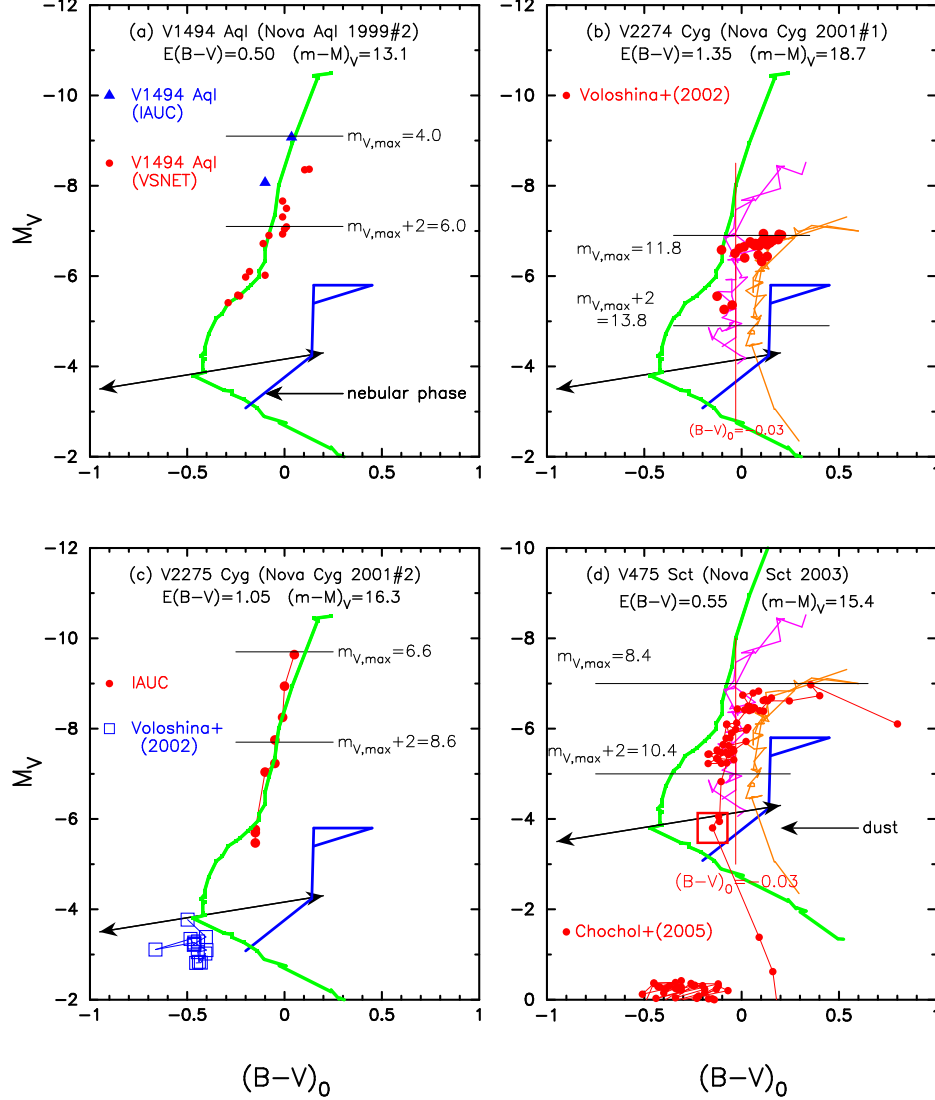 (a) V1494 Aql (Nova Aql 1999#2)
E(B−V)=0.50 (m−M)V=13.1
V1494 Aql
(IAUC)
V1494 Aql
(VSNET)
mV,max=4.0
mV,max+2=6.0
nebular phase
MV
−12
−10
−8
−6
−4
−2
−1
−0.5
0
0.5
1
(b) V2274 Cyg (Nova Cyg 2001#1)
E(B−V)=1.35 (m−M)V=18.7
Voloshina+(2002)
mV,max=11.8
mV,max+2
=13.8
(B−V)0=−0.03
−12
−10
−8
−6
−4
−2
−1
−0.5
0
0.5
1
(c) V2275 Cyg (Nova Cyg 2001#2)
E(B−V)=1.05 (m−M)V=16.3
mV,max=6.6
IAUC
Voloshina+
(2002)
mV,max+2=8.6
MV
−12
−10
−8
−6
−4
−2
−1
−0.5
0
0.5
1
(B−V)0
(d) V475 Sct (Nova Sct 2003)
E(B−V)=0.55 (m−M)V=15.4
mV,max=8.4
mV,max+2=10.4
dust
(B−V)0=−0.03
Chochol+(2005)
−10
−8
−6
−4
−2
0
−1
−0.5
0
0.5
1
(B−V)0